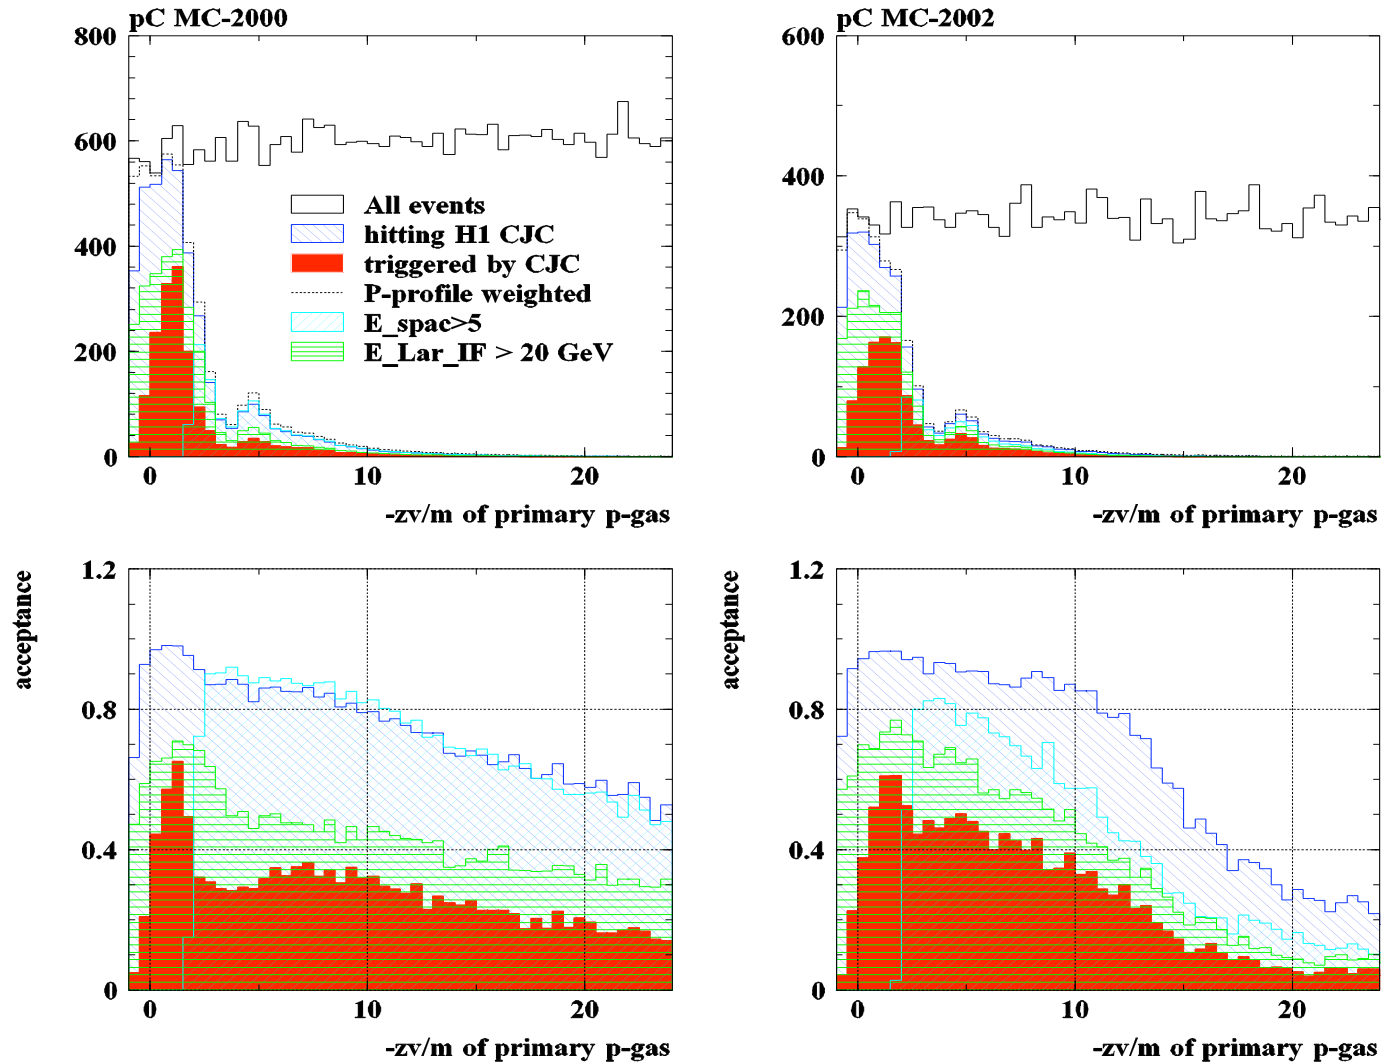 pC MC-2000
800
600
400
200
0
All events
hitting H1 CJC
triggered by CJC
P-profile weighted
E_spac>5
E_Lar_IF > 20 GeV
0 10 20
-zv/m of primary p-gas
pC MC-2002
600
400
200
0
0 10 20
-zv/m of primary p-gas
acceptance
1.2
0.8
0.4
0
0 10 20
-zv/m of primary p-gas
acceptance
1.2
0.8
0.4
0
0 10 20
-zv/m of primary p-gas